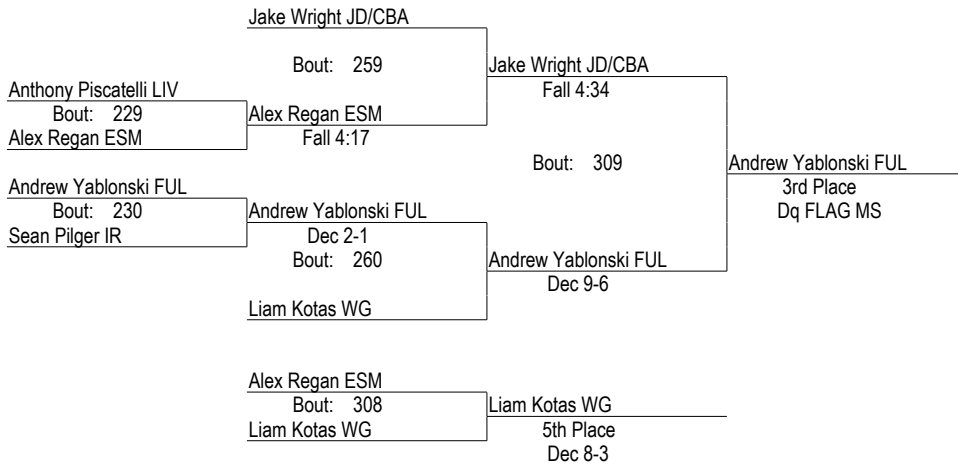 Jake Wright JD/CBA
Bout: 259
Jake Wright JD/CBA
Fall 4:34
Anthony Piscatelli LIV
Bout: 229
Alex Regan ESM
Alex Regan ESM
Fall 4:17
Bout: 309
Andrew Yablonski FUL
3rd Place
Dq FLAG MS
Andrew Yablonski FUL
Bout: 230
Sean Pilger IR
Andrew Yablonski FUL
Dec 2-1
Bout: 260
Andrew Yablonski FUL
Dec 9-6
Liam Kotas WG
Alex Regan ESM
Bout: 308
Liam Kotas WG
Liam Kotas WG
5th Place
Dec 8-3